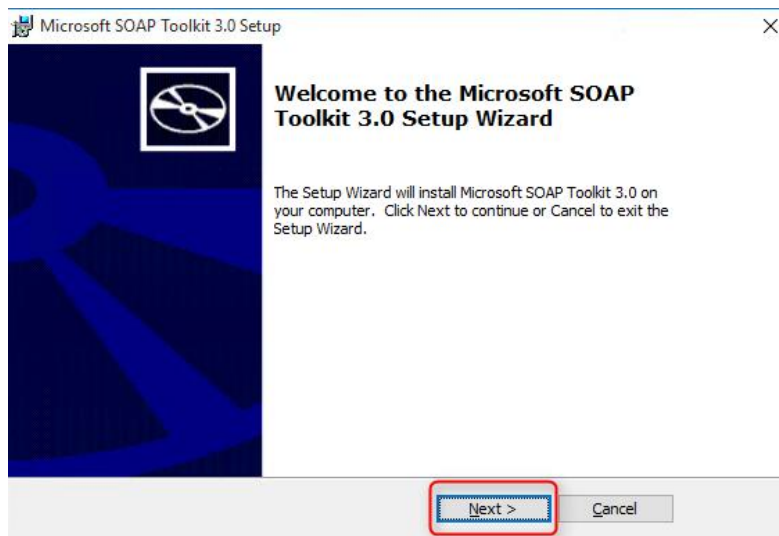 Microsoft SOAP Toolkit 3.0 Setup
Welcome to the Microsoft SOAP
Toolkit 3.0 Setup Wizard
The Setup Wizard will install Microsoft SOAP Toolkit 3.0 on
your computer. Click Next to continue or Cancel to exit the
Setup Wizard.
Next >
Cancel